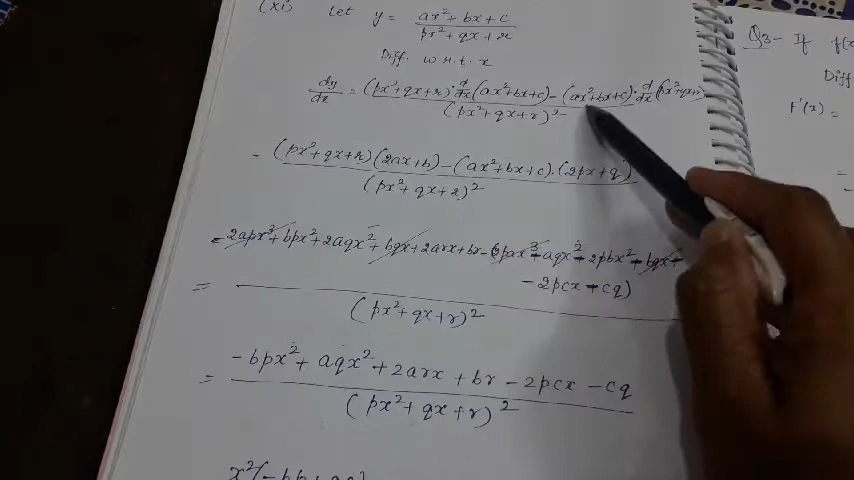 (xi) Let y = ax²+bx+c / px²+qx+r
Diff. w.r.t. x
dy/dx = (px²+qx+r)·d/dx(ax²+bx+c) - (ax²+bx+c)·d/dx(px²+qx+r) / (px²+qx+r)²
= (px²+qx+r)(2ax+b) - (ax²+bx+c).(2px+q) / (px²+qx+r)²
= 2apx³+bpx²+2aqx²+bqx+2arx+br-(2pax³+aqx²+2pbx²+bqx+
-2pcx+cq)
= / (px²+qx+r)²
= -bpx²+aqx²+2arx+br-2pcx-cq / (px²+qx+r)²
Q3- If f(x
Diff
f'(x) =
=